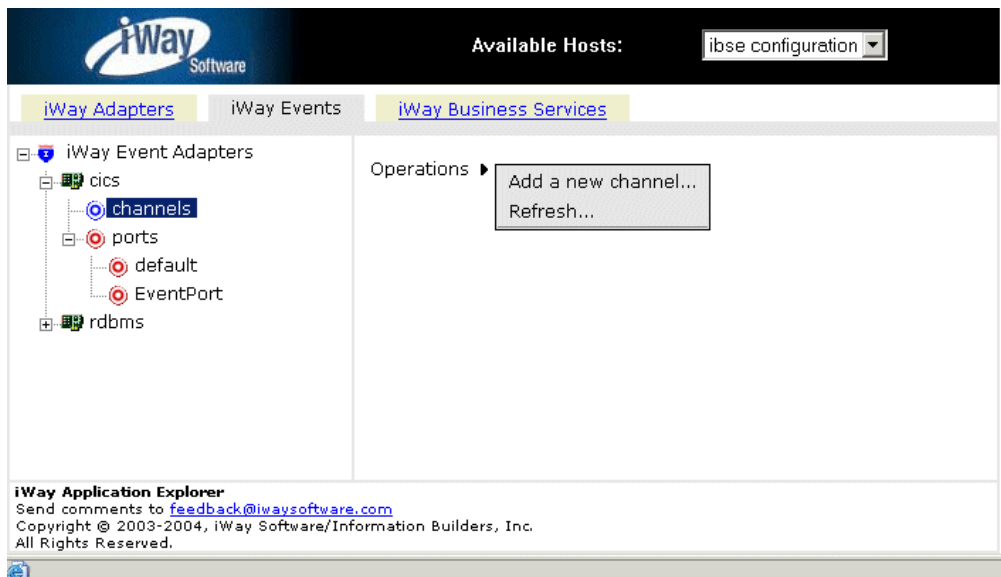 iWay
Software
Available Hosts:
ibse configuration
iWay Adapters
iWay Events
iWay Business Services
iWay Event Adapters
cics
channels
ports
default
EventPort
rdbms
Operations
Add a new channel...
Refresh...
iWay Application Explorer
Send comments to feedback@iwaysoftware.com
Copyright © 2003-2004, iWay Software/Information Builders, Inc.
All Rights Reserved.